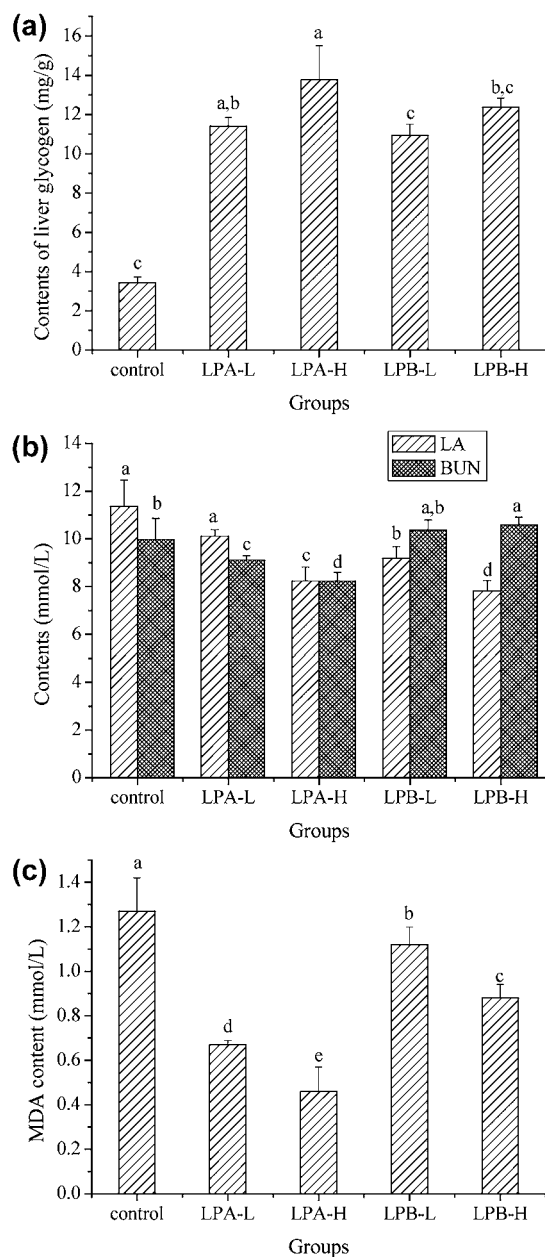 (a)
Contents of liver glycogen (mg/g)
16
14
12
10
8
6
4
2
0
c
a,b
a
c
b,c
control LPA-L LPA-H LPB-L LPB-H
Groups
(b)
Contents (mmol/L)
14
12
10
8
6
4
2
0
LA
BUN
a b a c c d b a,b d a
control LPA-L LPA-H LPB-L LPB-H
Groups
(c)
MDA content (mmol/L)
1.4
1.2
1.0
0.8
0.6
0.4
0.2
0.0
a
d
e
b
c
control LPA-L LPA-H LPB-L LPB-H
Groups